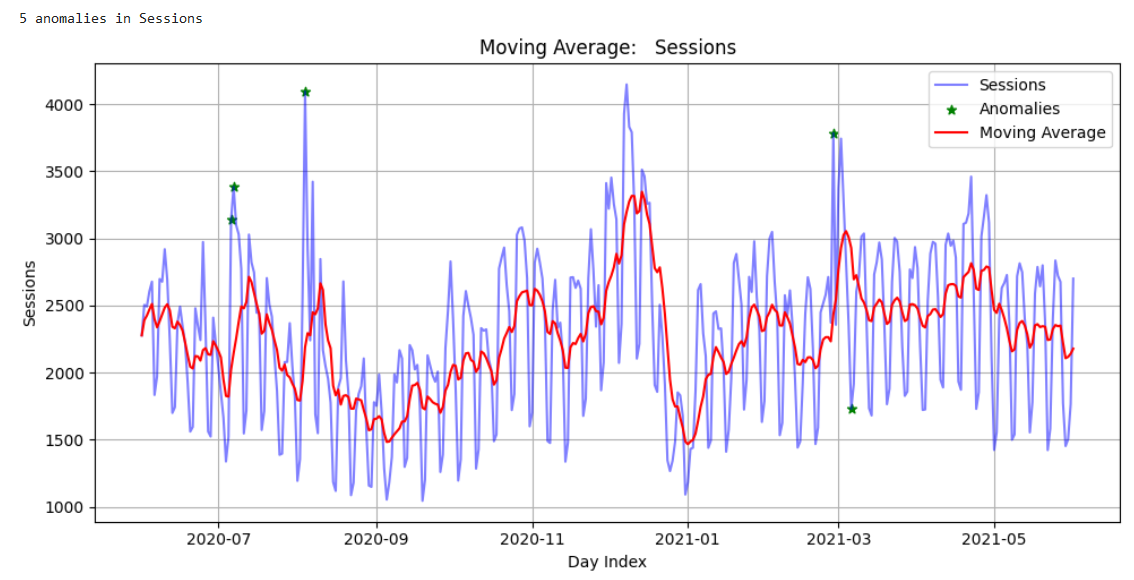 5 anomalies in Sessions
Moving Average:   Sessions
Sessions
Anomalies
Moving Average
4000
3500
3000
2500
2000
1500
1000
Sessions
2020-07 2020-09 2020-11 2021-01 2021-03 2021-05
Day Index